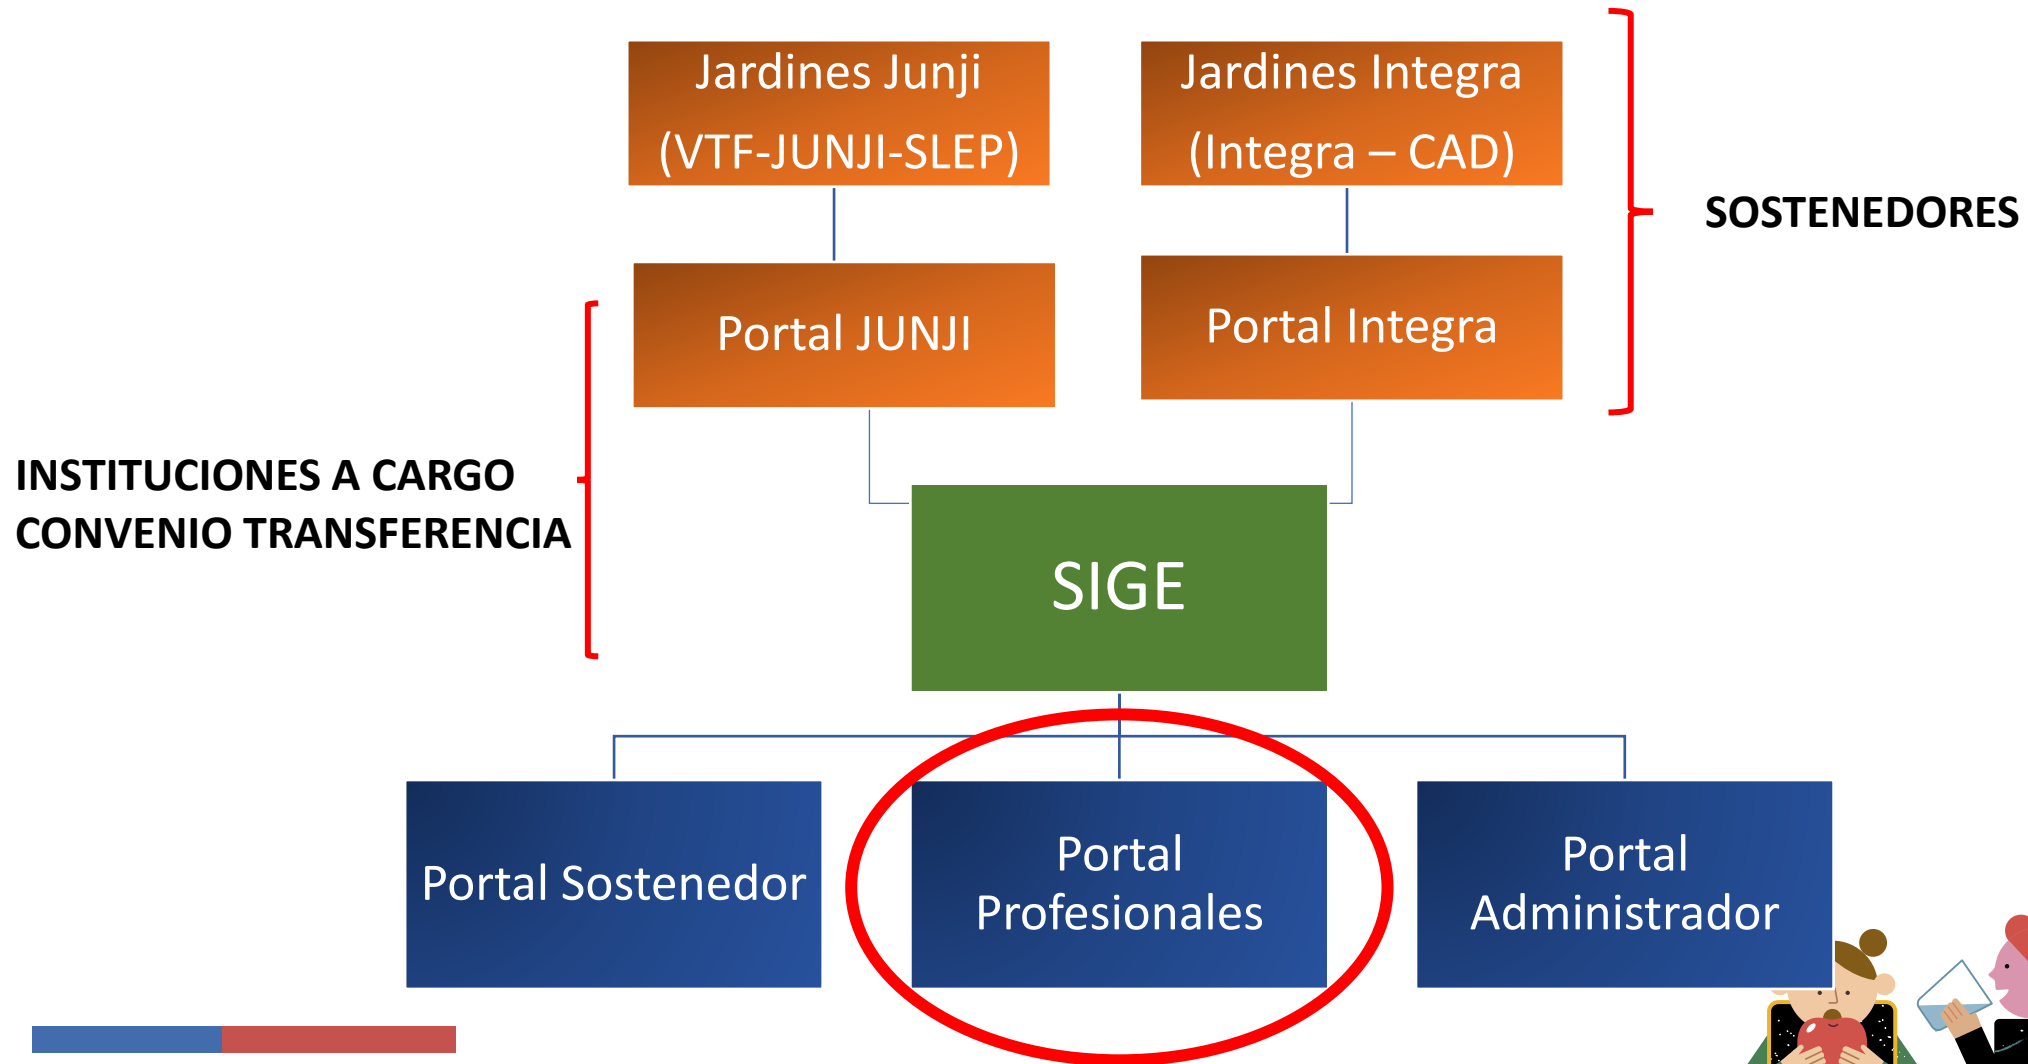 Jardines Junji
(VTF-JUNJI-SLEP)
Jardines Integra
(Integra – CAD)
SOSTENEDORES
Portal JUNJI
Portal Integra
INSTITUCIONES A CARGO
CONVENIO TRANSFERENCIA
SIGE
Portal Sostenedor
Portal
Profesionales
Portal
Administrador